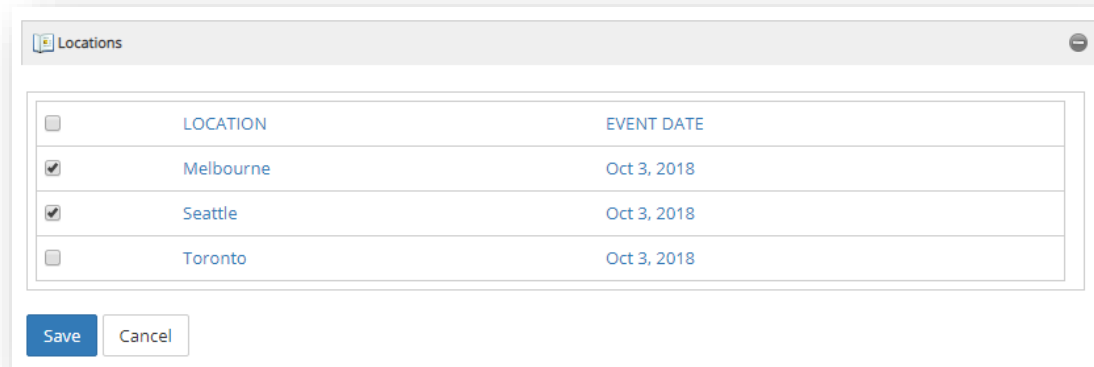 Locations
LOCATION EVENT DATE
Melbourne Oct 3, 2018
Seattle Oct 3, 2018
Toronto Oct 3, 2018
Save Cancel